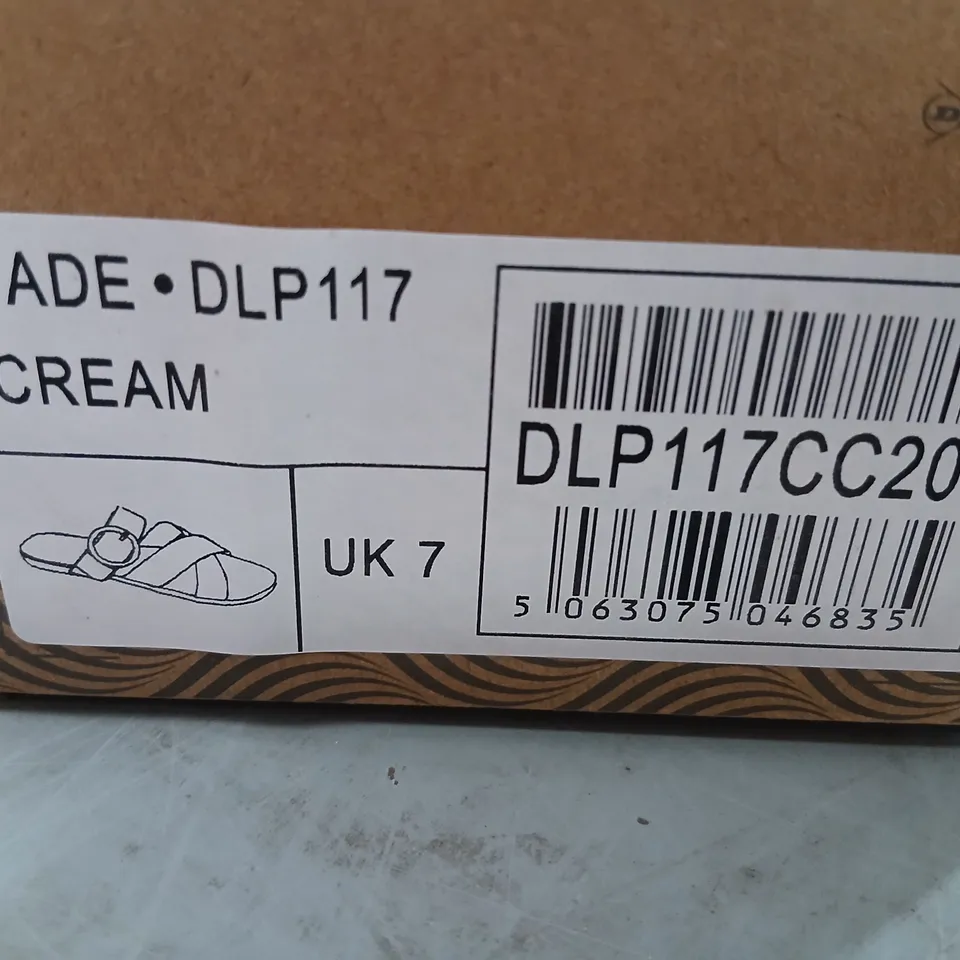 ADE • DLP117
CREAM
UK 7
DLP117CC20
5 063075 046835